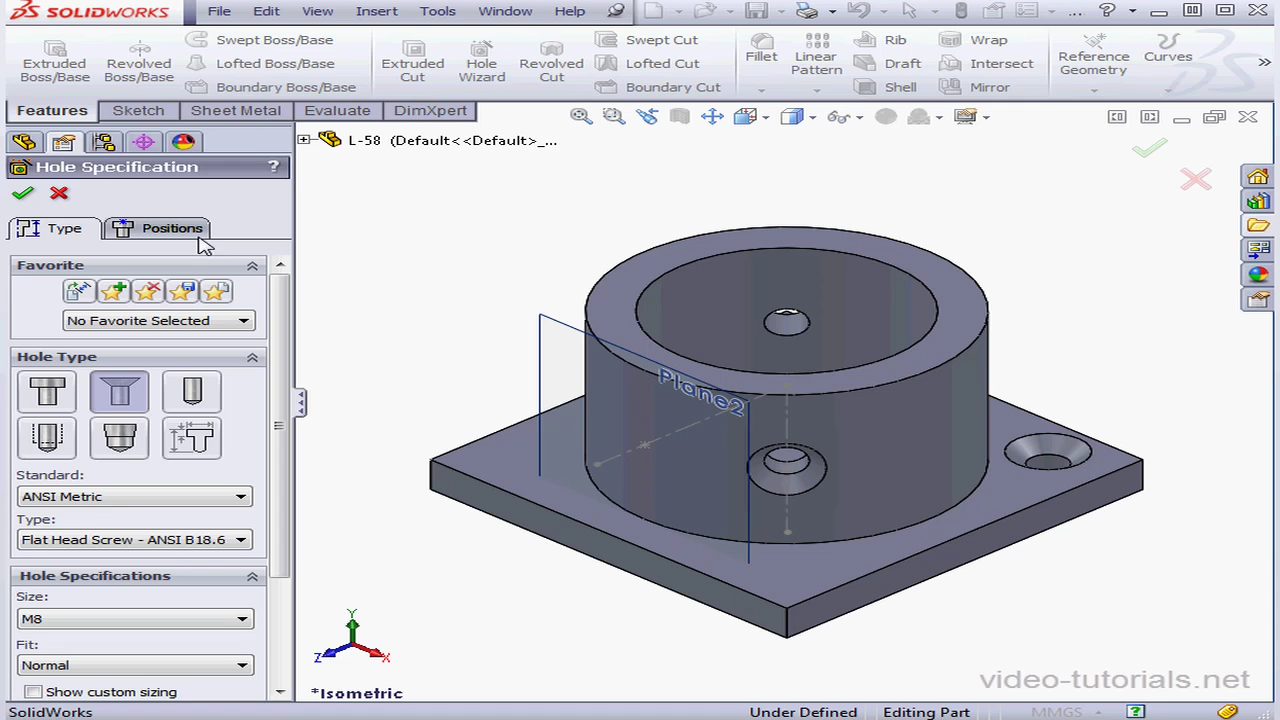 SOLIDWORKS File Edit View Insert Tools Window Help ... ?
Extruded Boss/Base
Revolved Boss/Base
Swept Boss/Base
Lofted Boss/Base
Boundary Boss/Base
Extruded Cut
Hole Wizard
Revolved Cut
Swept Cut
Lofted Cut
Boundary Cut
Fillet
Linear Pattern
Rib
Draft
Shell
Wrap
Intersect
Mirror
Reference Geometry
Curves
Features Sketch Sheet Metal Evaluate DimXpert
L-58 (Default<<Default>_...
Hole Specification ?
Type Positions
Favorite
No Favorite Selected
Hole Type
Standard:
ANSI Metric
Type:
Flat Head Screw - ANSI B18.6
Hole Specifications
Size:
M8
Fit:
Normal
Show custom sizing
Plane2
Y
Z
X
*Isometric
video-tutorials.net
SolidWorks Under Defined Editing Part MMGS ?